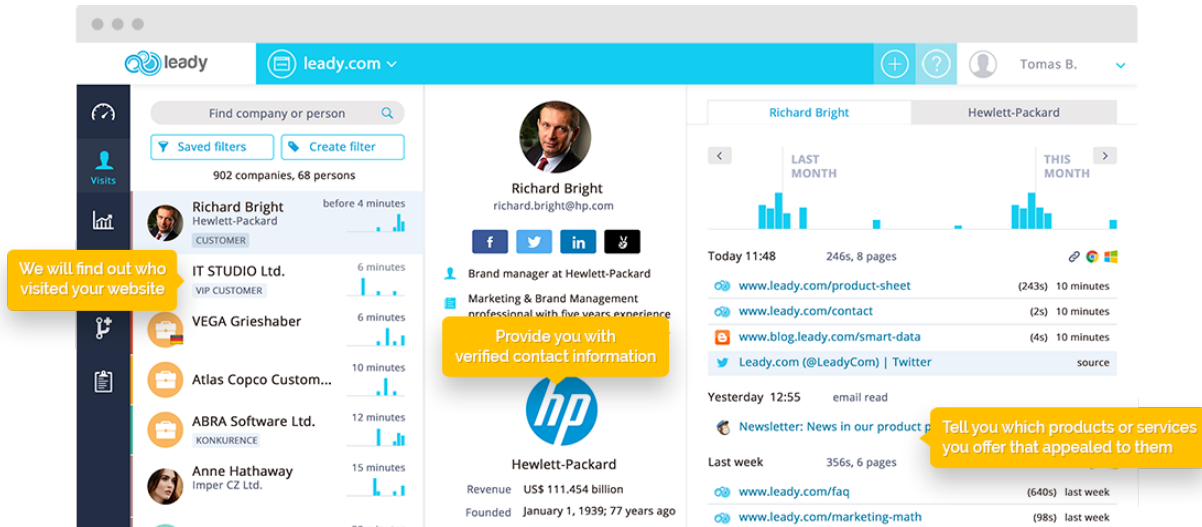 leady
leady.com
?
Tomas B.
Visits
Find company or person
Saved filters
Create filter
902 companies, 68 persons
Richard Bright
before 4 minutes
Hewlett-Packard
CUSTOMER
IT STUDIO Ltd.
6 minutes
VIP CUSTOMER
VEGA Grieshaber
6 minutes
Atlas Copco Custom...
10 minutes
ABRA Software Ltd.
12 minutes
KONKURENCE
Anne Hathaway
15 minutes
Imper CZ Ltd.
We will find out who
visited your website
Richard Bright
richard.bright@hp.com
f
in
Brand manager at Hewlett-Packard
Marketing & Brand Management
professional with five years experience
Provide you with
verified contact information
hp
Hewlett-Packard
Revenue US$ 111.454 billion
Founded January 1, 1939; 77 years ago
Richard Bright
Hewlett-Packard
LAST
MONTH
THIS
MONTH
Today 11:48 246s, 8 pages
www.leady.com/product-sheet (243s) 10 minutes
www.leady.com/contact (2s) 10 minutes
www.blog.leady.com/smart-data (4s) 10 minutes
Leady.com (@LeadyCom) | Twitter source
Yesterday 12:55 email read
Newsletter: News in our product
Tell you which products or services
you offer that appealed to them
Last week 356s, 6 pages
www.leady.com/faq (640s) last week
www.leady.com/marketing-math (98s) last week